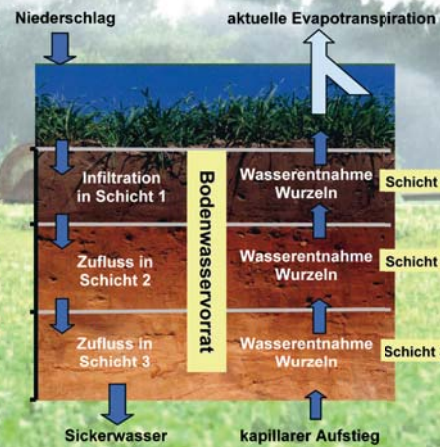 Niederschlag
aktuelle Evapotranspiration
Infiltration
in Schicht 1
Bodenwasservorrat
Wasserentnahme
Wurzeln
Schicht
Zufluss in
Schicht 2
Wasserentnahme
Wurzeln
Schicht
Zufluss in
Schicht 3
Wasserentnahme
Wurzeln
Schicht
Sickerwasser
kapillarer Aufstieg